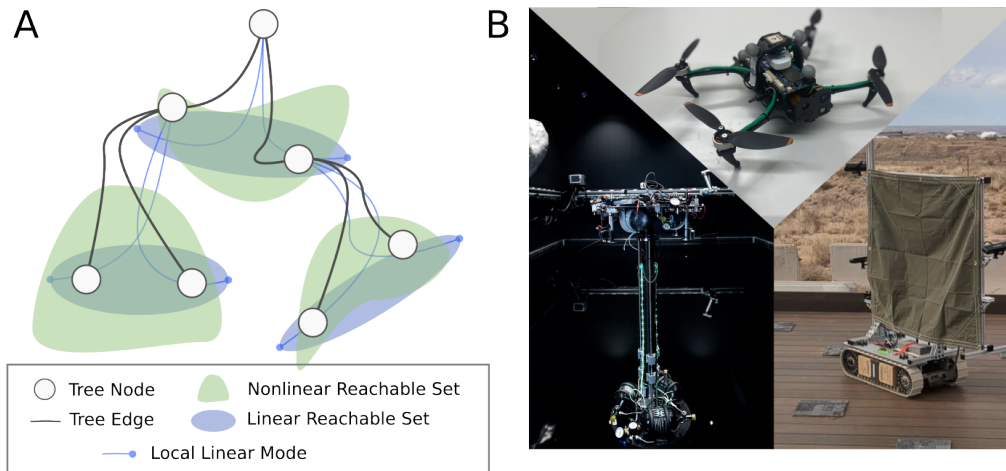 A
B
Tree Node
Nonlinear Reachable Set
Tree Edge
Linear Reachable Set
Local Linear Mode